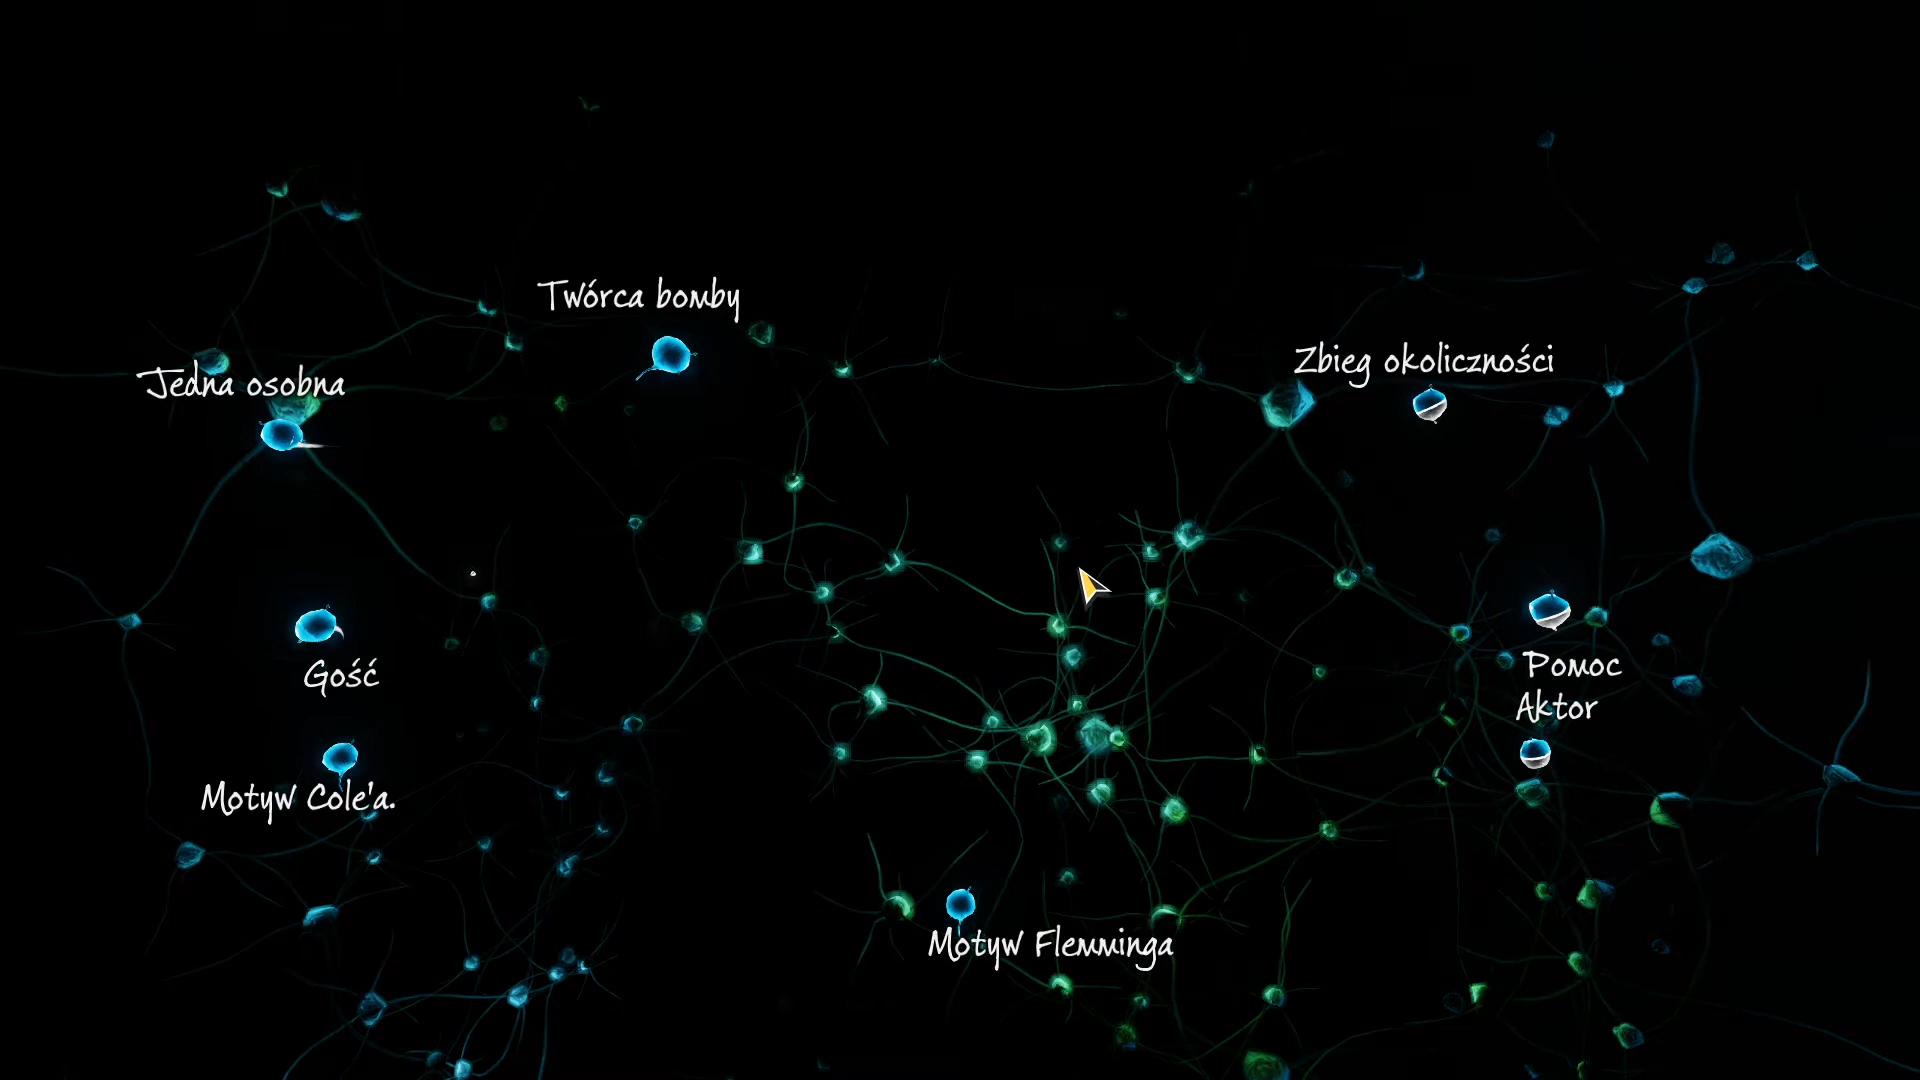 Twórca bomby
Zbieg okoliczności
Jedna osobna
Gość
Pomoc
Aktor
Motyw Cole'a.
Motyw Flemminga